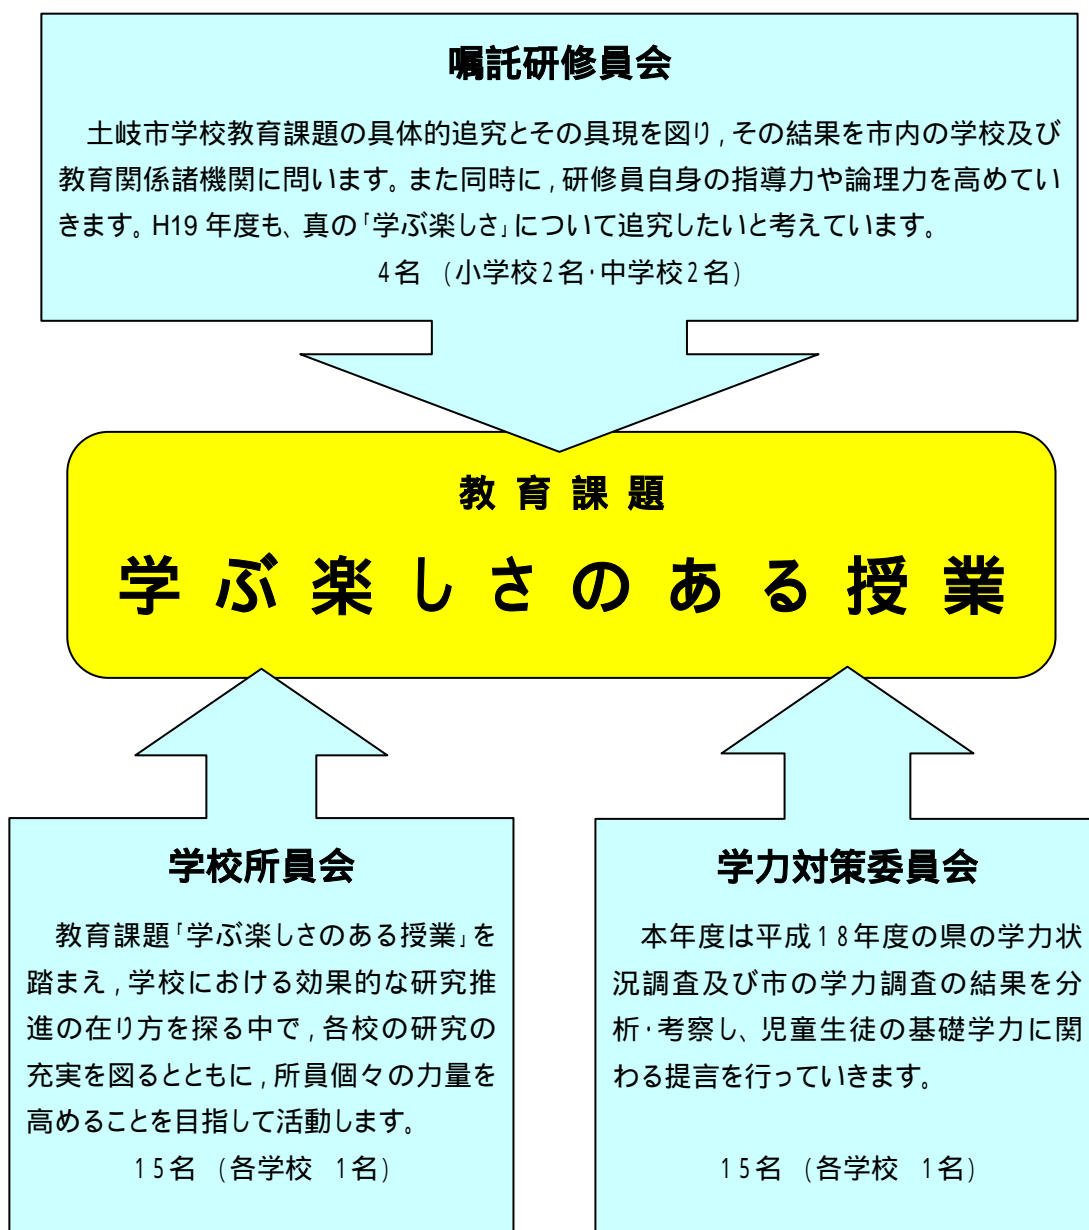 嘱託研修員会
土岐市学校教育課題の具体的追究とその具現を図り,その結果を市内の学校及び
教育関係諸機関に問います。また同時に,研修員自身の指導力や論理力を高めてい
きます。H19 年度も、真の「学ぶ楽しさ」について追究したいと考えています。
4名 (小学校2名・中学校2名)
教育課題
学ぶ楽しさのある授業
学校所員会
教育課題「学ぶ楽しさのある授業」を
踏まえ,学校における効果的な研究推
進の在り方を探る中で,各校の研究の
充実を図るとともに,所員個々の力量を
高めることを目指して活動します。
15名 (各学校 1名)
学力対策委員会
本年度は平成18年度の県の学力状
況調査及び市の学力調査の結果を分
析・考察し、児童生徒の基礎学力に関
わる提言を行っていきます。
15名 (各学校 1名)